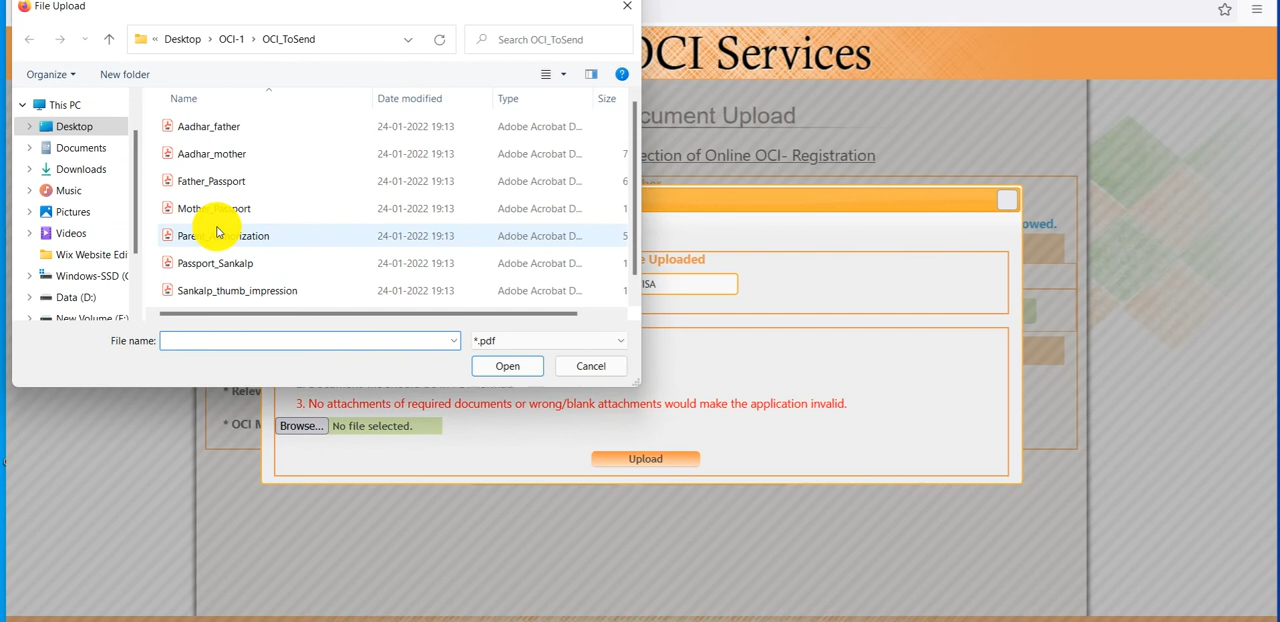 File Upload
« Desktop > OCI-1 > OCI_ToSend
Search OCI_ToSend
OCI Services
Organize
New folder
Name
Date modified
Type
Size
This PC
Desktop
Documents
Downloads
Music
Pictures
Videos
Wix Website Edi
Windows-SSD (
Data (D:)
New Volume (F:)
Aadhar_father 24-01-2022 19:13 Adobe Acrobat D...
Aadhar_mother 24-01-2022 19:13 Adobe Acrobat D... 7
Father_Passport 24-01-2022 19:13 Adobe Acrobat D... 6
Mother_Passport 24-01-2022 19:13 Adobe Acrobat D... 1
Parent_Authorization 24-01-2022 19:13 Adobe Acrobat D... 5
Passport_Sankalp 24-01-2022 19:13 Adobe Acrobat D... 1
Sankalp_thumb_impression 24-01-2022 19:13 Adobe Acrobat D... 1
File name:
*.pdf
Open
Cancel
cument Upload
ection of Online OCI- Registration
owed.
e Uploaded
ISA
* Relev
* OCI M
3. No attachments of required documents or wrong/blank attachments would make the application invalid.
Browse... No file selected.
Upload